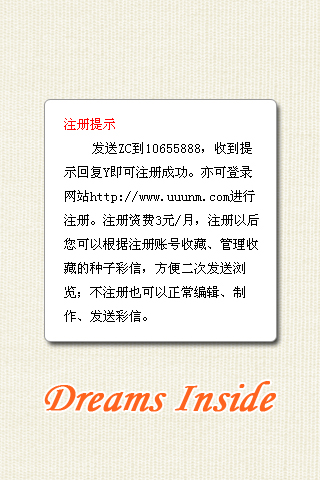 注册提示
发送ZC到10655888，收到提
示回复Y即可注册成功。亦可登录
网站http://www.uuunm.com进行
注册。注册资费3元/月，注册以后
您可以根据注册账号收藏、管理收
藏的种子彩信，方便二次发送浏
览；不注册也可以正常编辑、制
作、发送彩信。
Dreams Inside